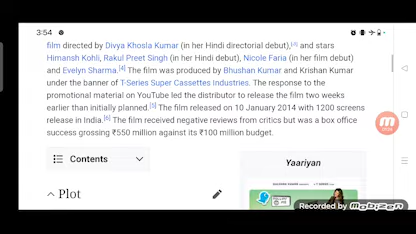 3:54
film directed by Divya Khosla Kumar (in her Hindi directorial debut),[4] and stars
Himansh Kohli, Rakul Preet Singh (in her Hindi debut), Nicole Faria (in her film debut)
and Evelyn Sharma.[4] The film was produced by Bhushan Kumar and Krishan Kumar
under the banner of T-Series Super Cassettes Industries. The response to the
promotional material on YouTube led the distributor to release the film two weeks
earlier than initially planned.[5] The film released on 10 January 2014 with 1200 screens
release in India.[6] The film received negative reviews from critics but was a box office
success grossing ₹550 million against its ₹100 million budget.
Contents
Yaariyan
Plot
Recorded by Mobizen